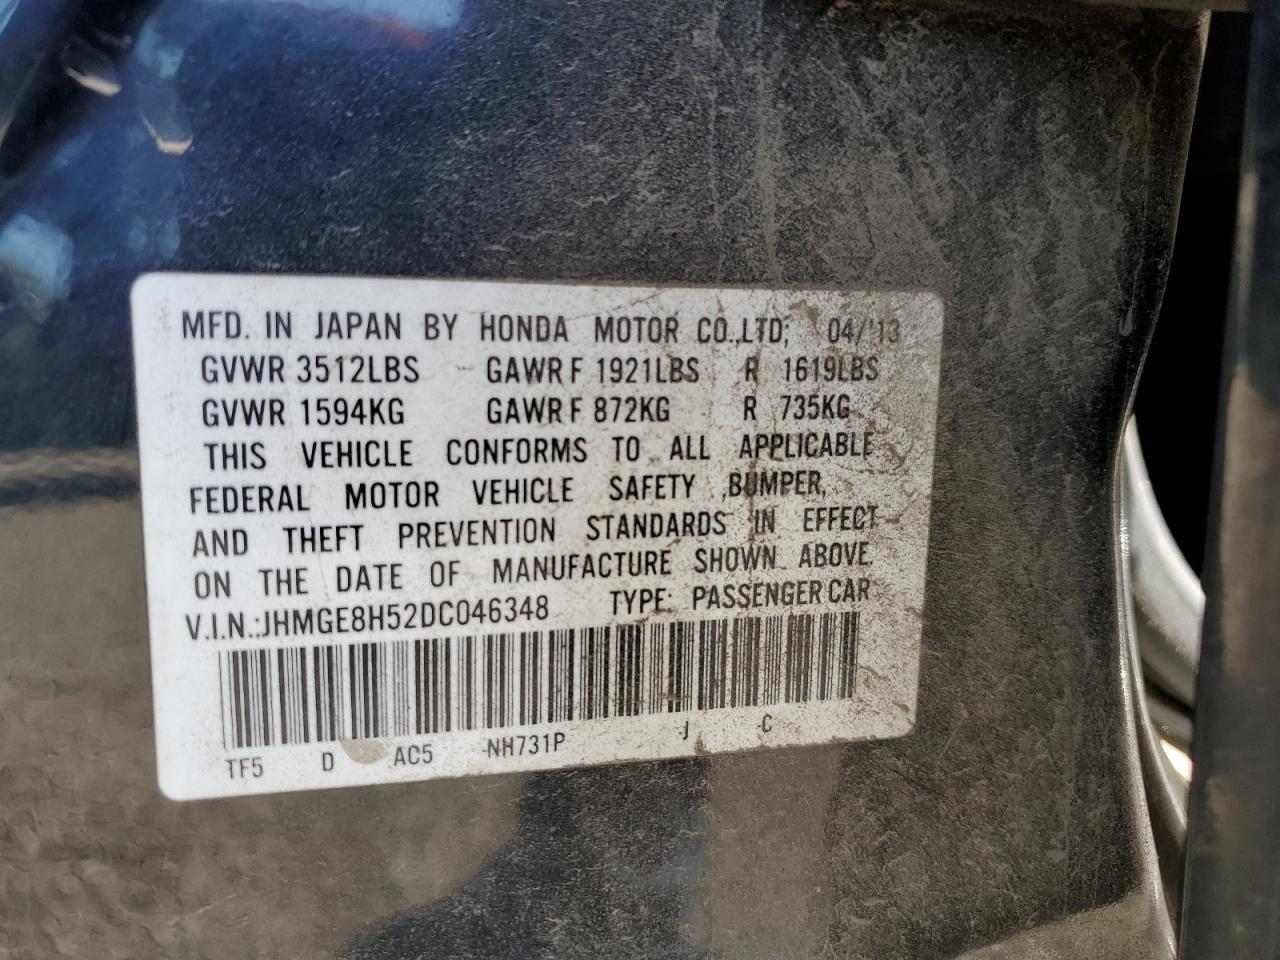 MFD. IN JAPAN BY HONDA MOTOR CO.,LTD; 04/'13
GVWR 3512LBS GAWR F 1921LBS R 1619LBS
GVWR 1594KG GAWR F 872KG R 735KG
THIS VEHICLE CONFORMS TO ALL APPLICABLE
FEDERAL MOTOR VEHICLE SAFETY ,BUMPER,
AND THEFT PREVENTION STANDARDS IN EFFECT
ON THE DATE OF MANUFACTURE SHOWN ABOVE.
V.I.N.:JHMGE8H52DC046348 TYPE: PASSENGER CAR
TF5 D AC5 -NH731P -J -C